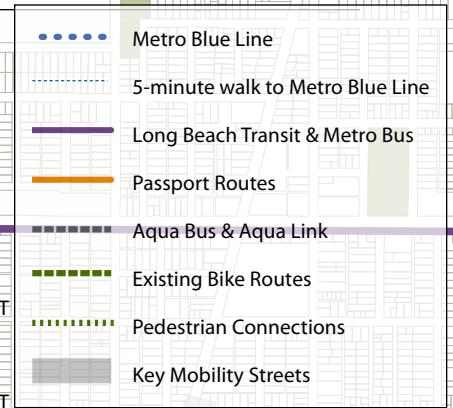 Metro Blue Line
5-minute walk to Metro Blue Line
Long Beach Transit & Metro Bus
Passport Routes
Aqua Bus & Aqua Link
Existing Bike Routes
T
Pedestrian Connections
Key Mobility Streets
T